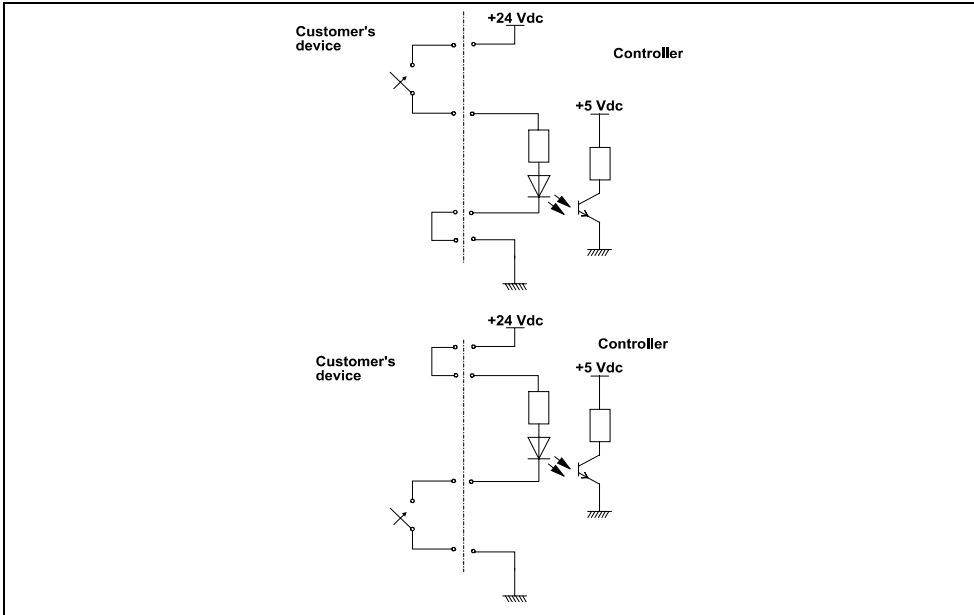 +24 Vdc
Customer's
device
Controller
+5 Vdc
+24 Vdc
Controller
Customer's
device
+5 Vdc